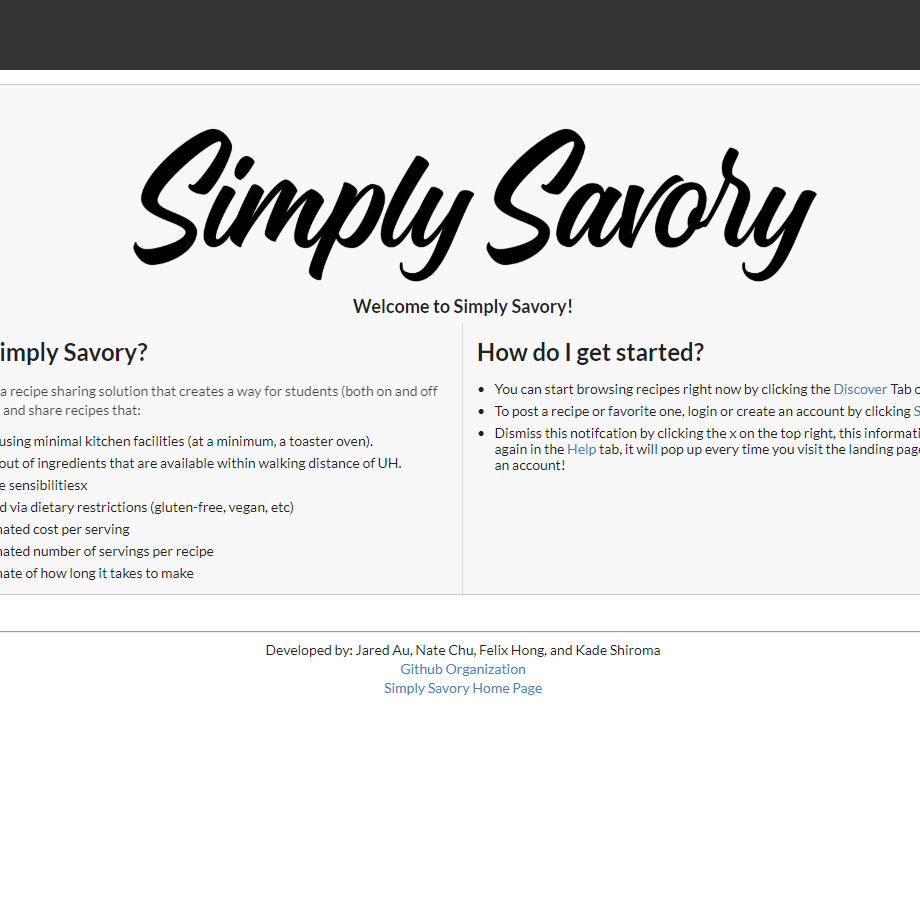 Simply Savory
Welcome to Simply Savory!
imply Savory?
a recipe sharing solution that creates a way for students (both on and off
and share recipes that:
using minimal kitchen facilities (at a minimum, a toaster oven).
out of ingredients that are available within walking distance of UH.
e sensibilitiesx
d via dietary restrictions (gluten-free, vegan, etc)
nated cost per serving
nated number of servings per recipe
nate of how long it takes to make
How do I get started?
You can start browsing recipes right now by clicking the Discover Tab o
To post a recipe or favorite one, login or create an account by clicking S
Dismiss this notifcation by clicking the x on the top right, this informati
again in the Help tab, it will pop up every time you visit the landing page
an account!
Developed by: Jared Au, Nate Chu, Felix Hong, and Kade Shiroma
Github Organization
Simply Savory Home Page